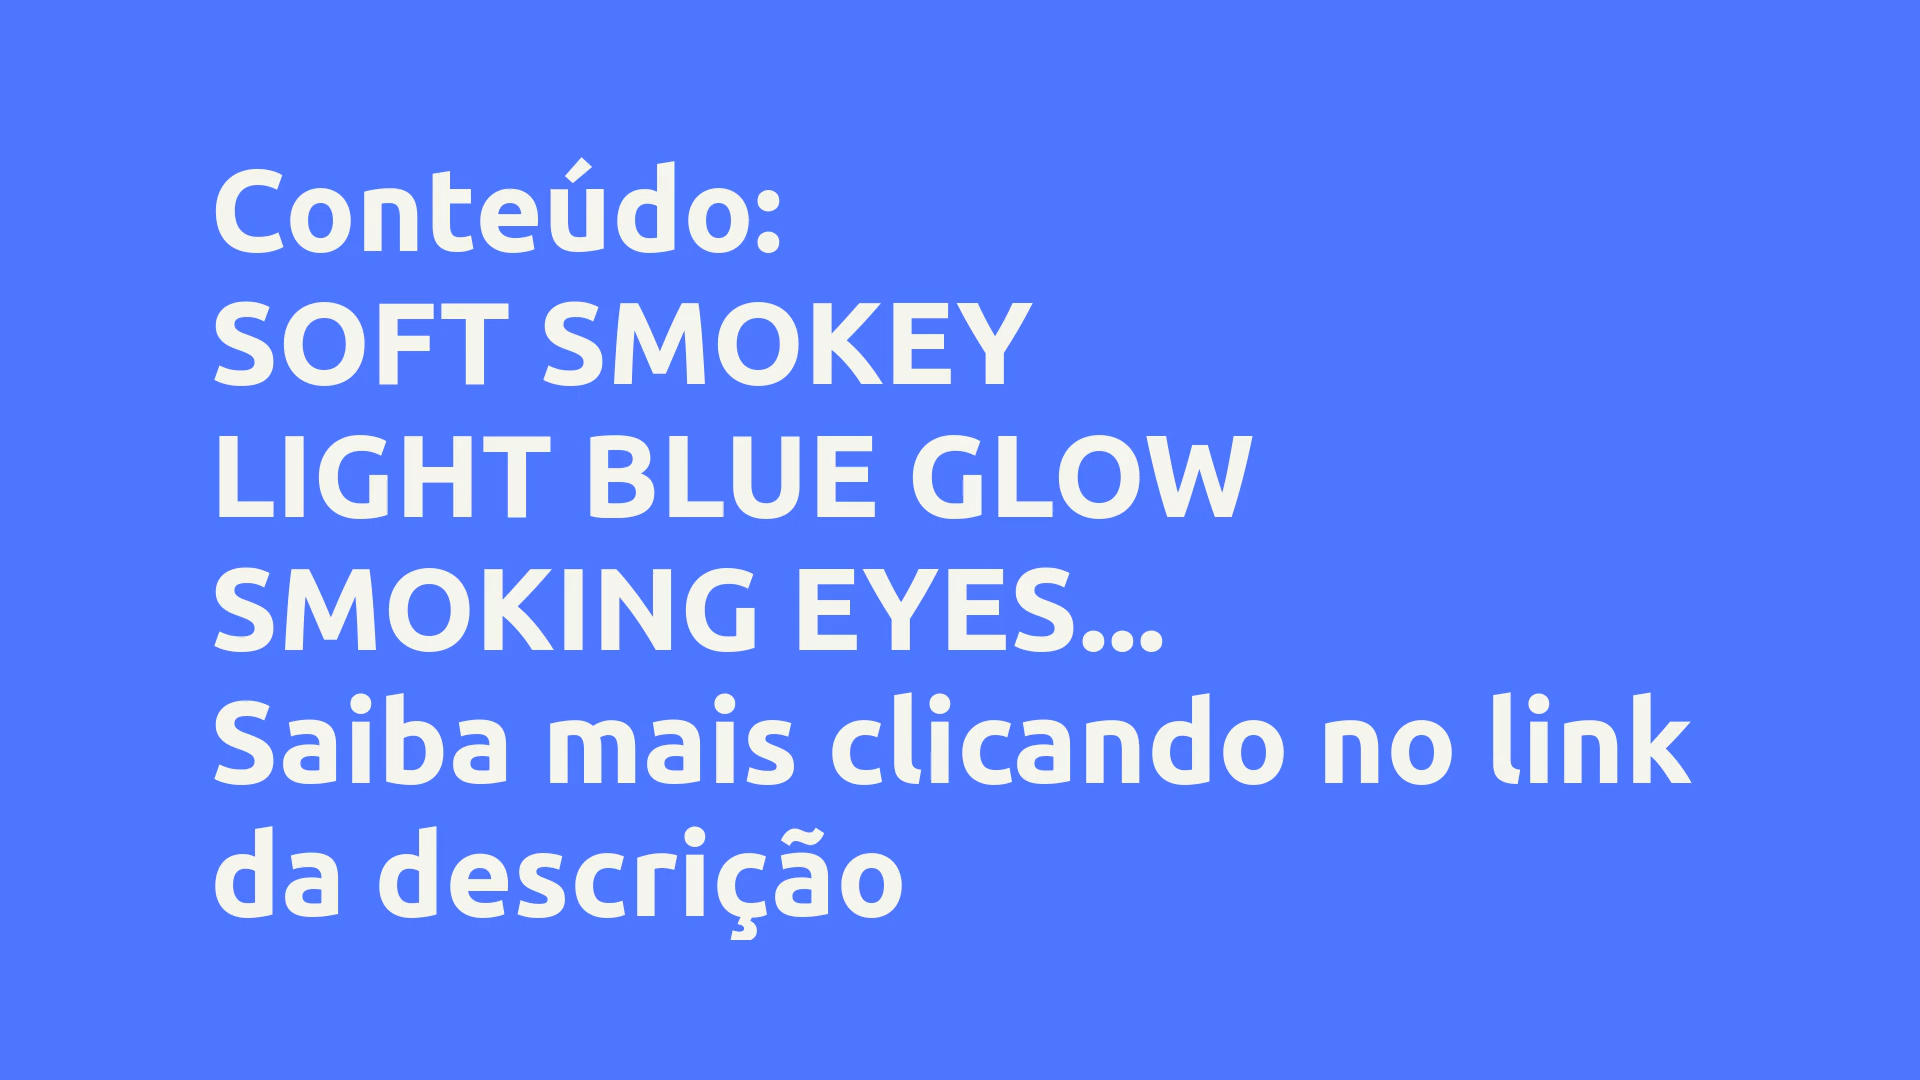 Conteúdo:
SOFT SMOKEY
LIGHT BLUE GLOW
SMOKING EYES...
Saiba mais clicando no link
da descrição